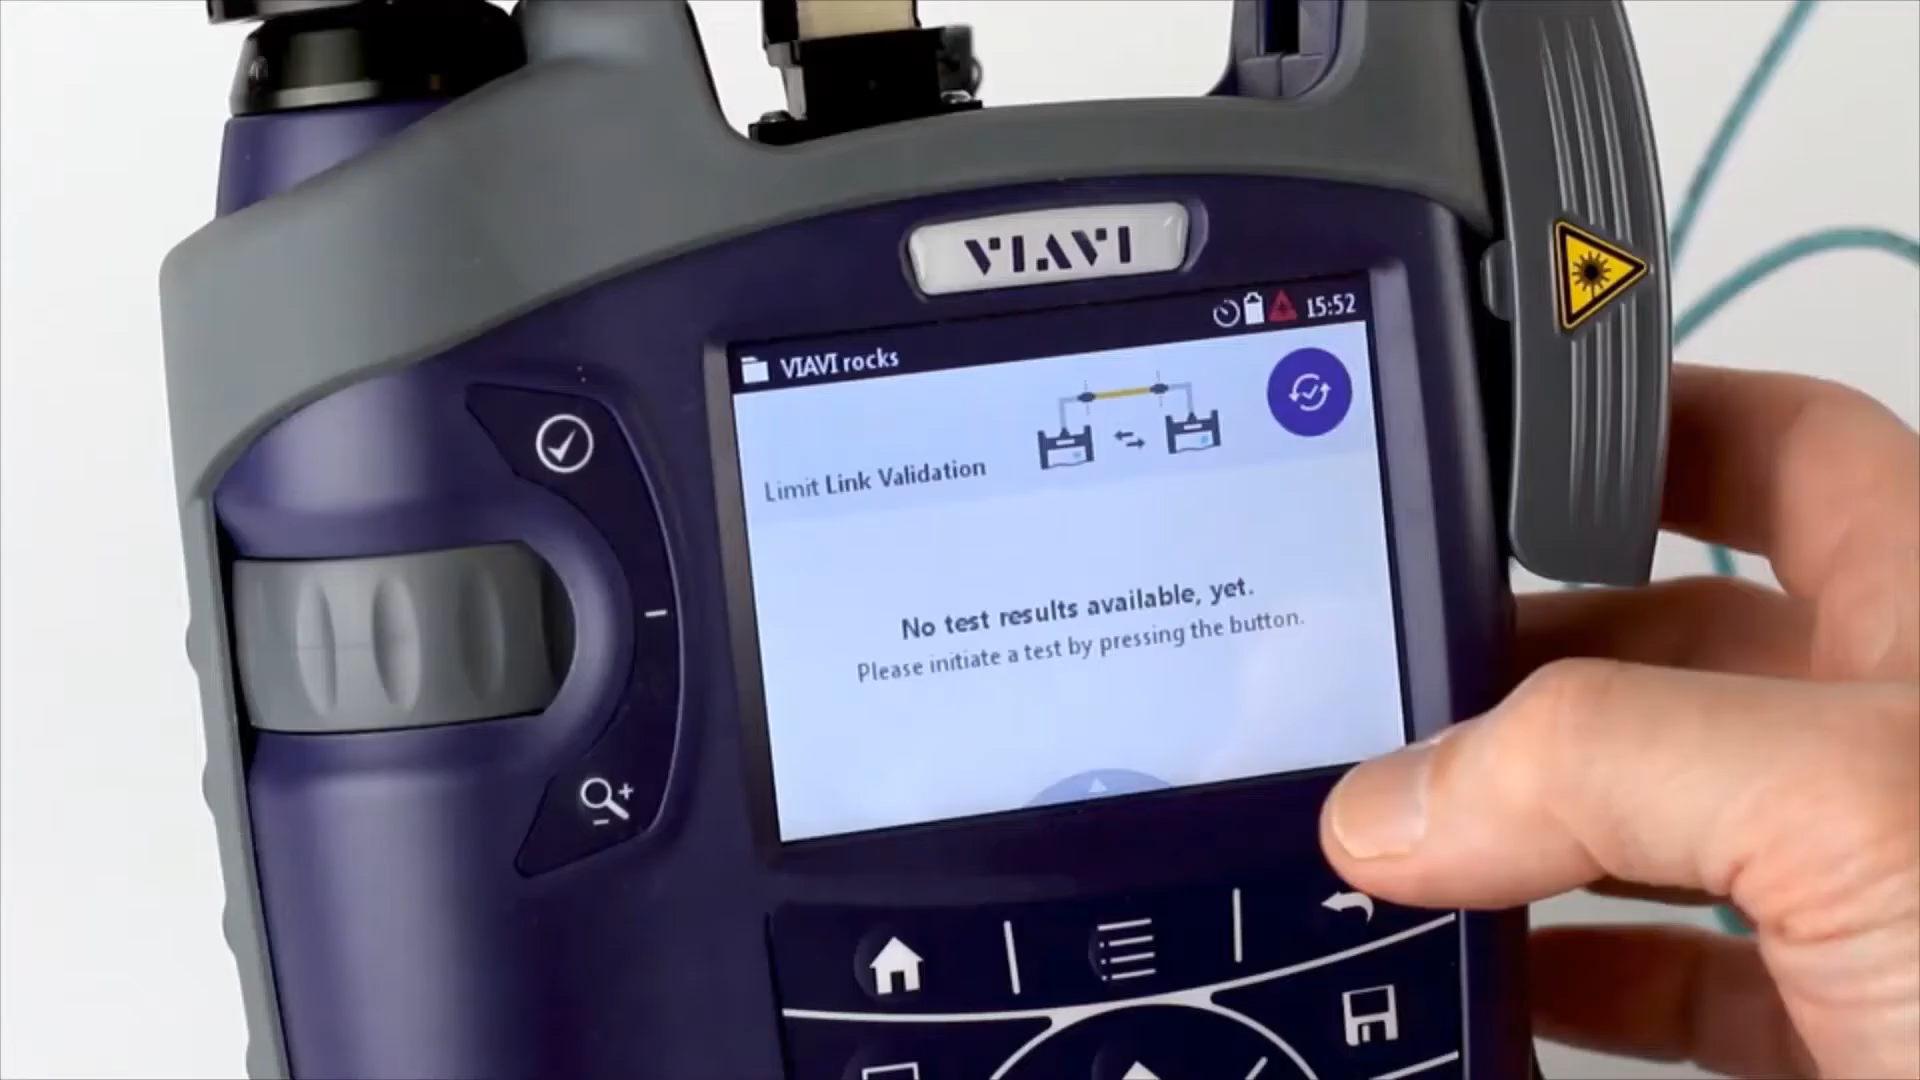 VIAVI
15:52
VIAVI rocks
Limit Link Validation
No test results available, yet.
Please initiate a test by pressing the button.